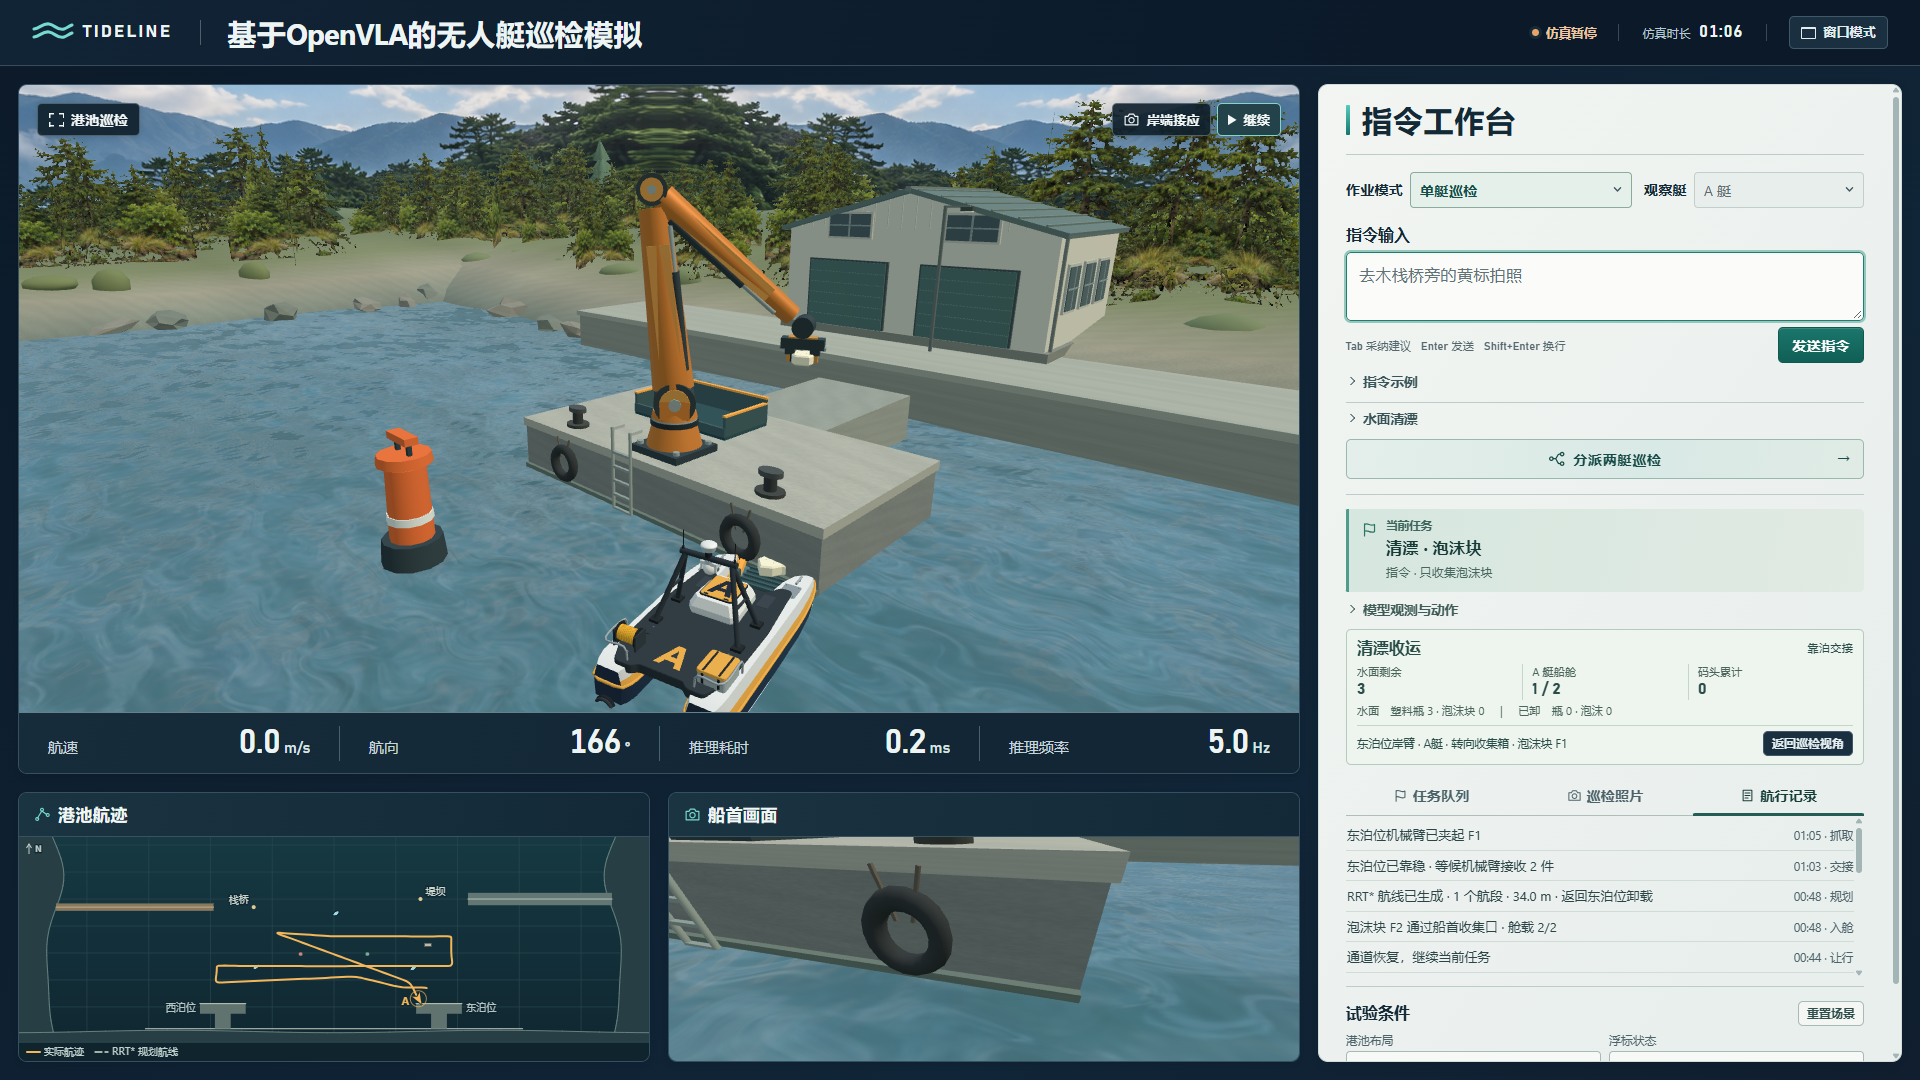 TIDELINE
基于OpenVLA的无人艇巡检模拟
仿真暂停
仿真时长 01:06
窗口模式
港池巡检
岸端接应
继续
A
A
航速 0.0 m/s
航向 166°
推理耗时 0.2 ms
推理频率 5.0 Hz
港池航迹
N
栈桥
堤坝
西泊位
A
东泊位
实际航迹 RRT* 规划航线
船首画面
指令工作台
作业模式 单艇巡检 观察艇 A 艇
指令输入
去木栈桥旁的黄标拍照
Tab 采纳建议 Enter 发送 Shift+Enter 换行
发送指令
指令示例
水面清漂
分派两艇巡检 →
当前任务
清漂 · 泡沫块
指令 · 只收集泡沫块
模型观测与动作
清漂收运 靠泊交接
水面剩余 A 艇船舱 码头累计
3 1 / 2 0
水面 塑料瓶 3 · 泡沫块 0 | 已卸 瓶 0 · 泡沫 0
东泊位岸臂 · A艇 · 转向收集箱 · 泡沫块 F1
返回巡检视角
任务队列 巡检照片 航行记录
东泊位机械臂已夹起 F1 01:05 · 抓取
东泊位已靠稳 · 等候机械臂接收 2 件 01:03 · 交接
RRT* 航线已生成 · 1 个航段 · 34.0 m · 返回东泊位卸载 00:48 · 规划
泡沫块 F2 通过船首收集口 · 舱载 2/2 00:48 · 入舱
通道恢复，继续当前任务 00:44 · 让行
试验条件 重置场景
港池布局 浮标状态